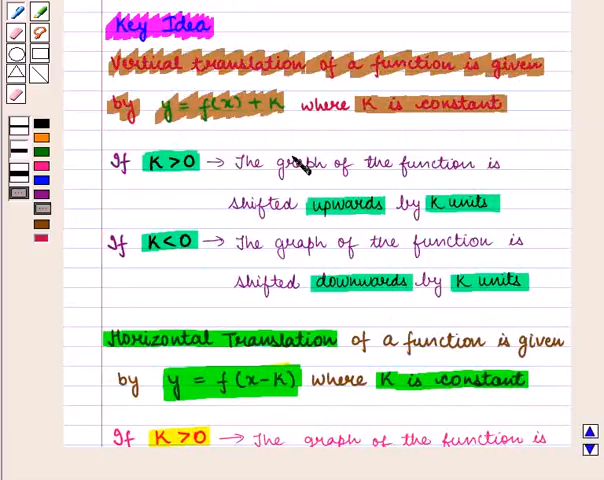 Key Idea
Vertical translation of a function is given
by y = f(x) + K where K is constant
If K > 0 → The graph of the function is
shifted upwards by K units
If K < 0 → The graph of the function is
shifted downwards by K units
Horizontal Translation of a function is given
by y = f (x-K) where K is constant
If K > 0 → The graph of the function is